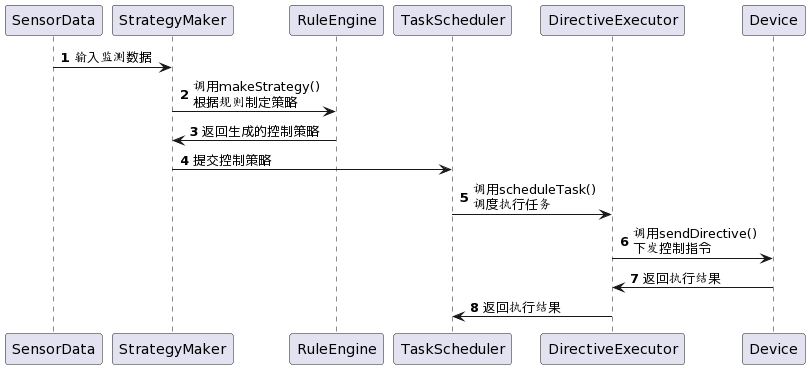 SensorData StrategyMaker RuleEngine TaskScheduler DirectiveExecutor Device
1 输入监测数据
调用makeStrategy()
2
根据规则制定策略
3 返回生成的控制策略
4 提交控制策略
调用scheduleTask()
5
调度执行任务
调用sendDirective()
6
下发控制指令
7 返回执行结果
8 返回执行结果
SensorData StrategyMaker RuleEngine TaskScheduler DirectiveExecutor Device